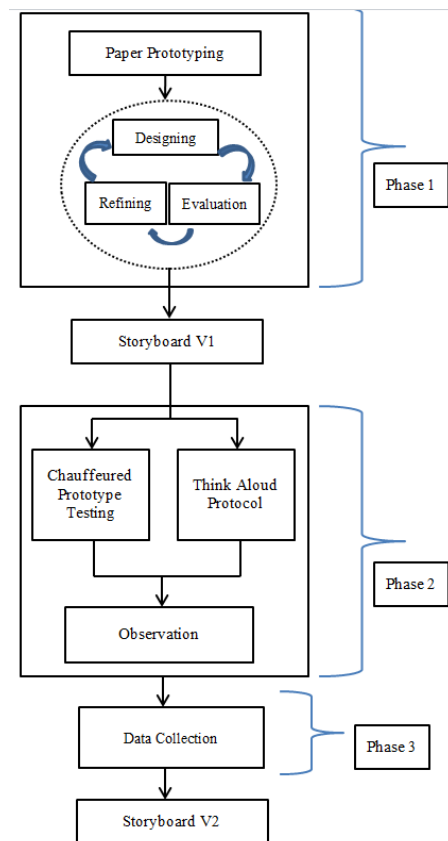 Paper Prototyping
Designing
Refining
Evaluation
Phase 1
Storyboard V1
Chauffeured
Prototype
Testing
Think Aloud
Protocol
Phase 2
Observation
Data Collection
Phase 3
Storyboard V2